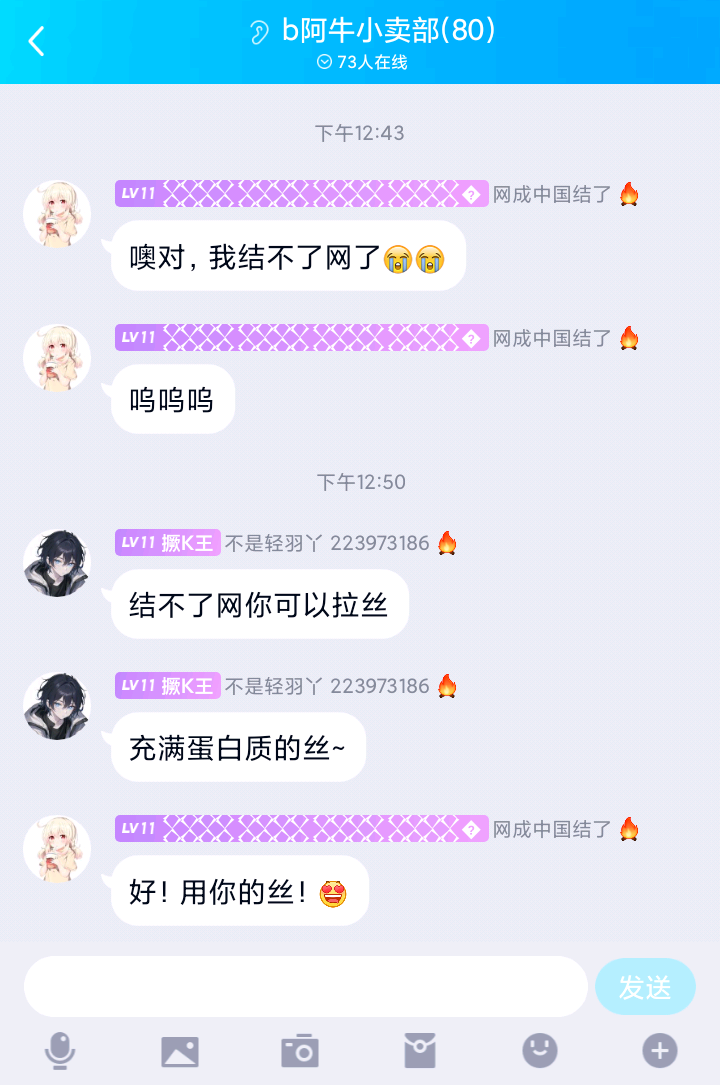 b阿牛小卖部(80)
73人在线
下午12:43
LV11 ? 网成中国结了
噢对，我结不了网了
LV11 ? 网成中国结了
呜呜呜
下午12:50
LV11 撅K王 不是轻羽丫 223973186
结不了网你可以拉丝
LV11 撅K王 不是轻羽丫 223973186
充满蛋白质的丝~
LV11 ? 网成中国结了
好！用你的丝！
发送